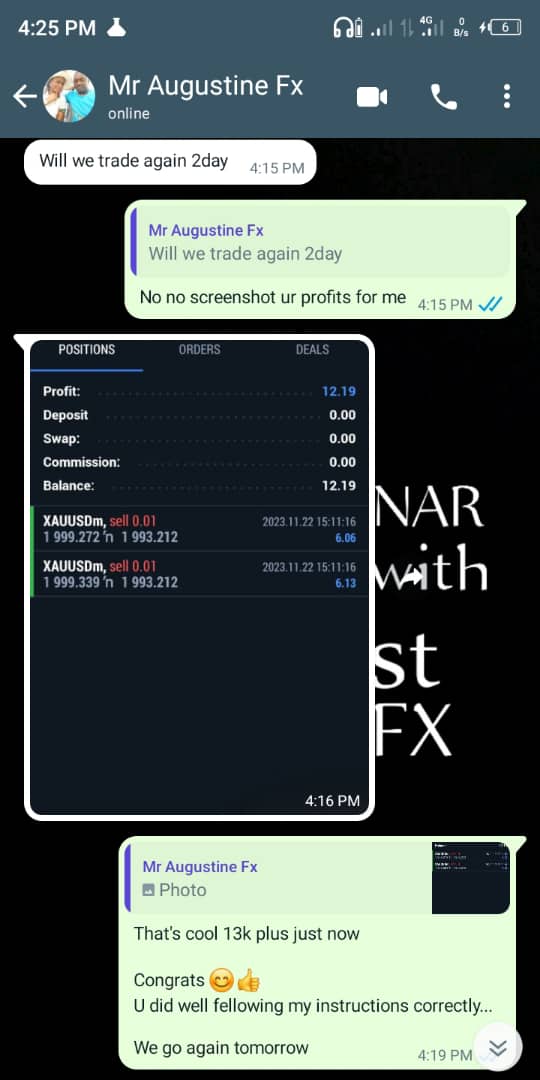 4:25 PM
4G
0
B/s
6
Mr Augustine Fx
online
Will we trade again 2day
4:15 PM
Mr Augustine Fx
Will we trade again 2day
No no screenshot ur profits for me
4:15 PM
POSITIONS ORDERS DEALS
Profit: 12.19
Deposit 0.00
Swap: 0.00
Commission: 0.00
Balance: 12.19
XAUUSDm, sell 0.01 2023.11.22 15:11:16
1 999.272 'n 1 993.212 6.06
XAUUSDm, sell 0.01 2023.11.22 15:11:16
1 999.339 'n 1 993.212 6.13
4:16 PM
NAR
with
st
FX
Mr Augustine Fx
Photo
That's cool 13k plus just now
Congrats 😊👍
U did well fellowing my instructions correctly...
We go again tomorrow
4:19 PM